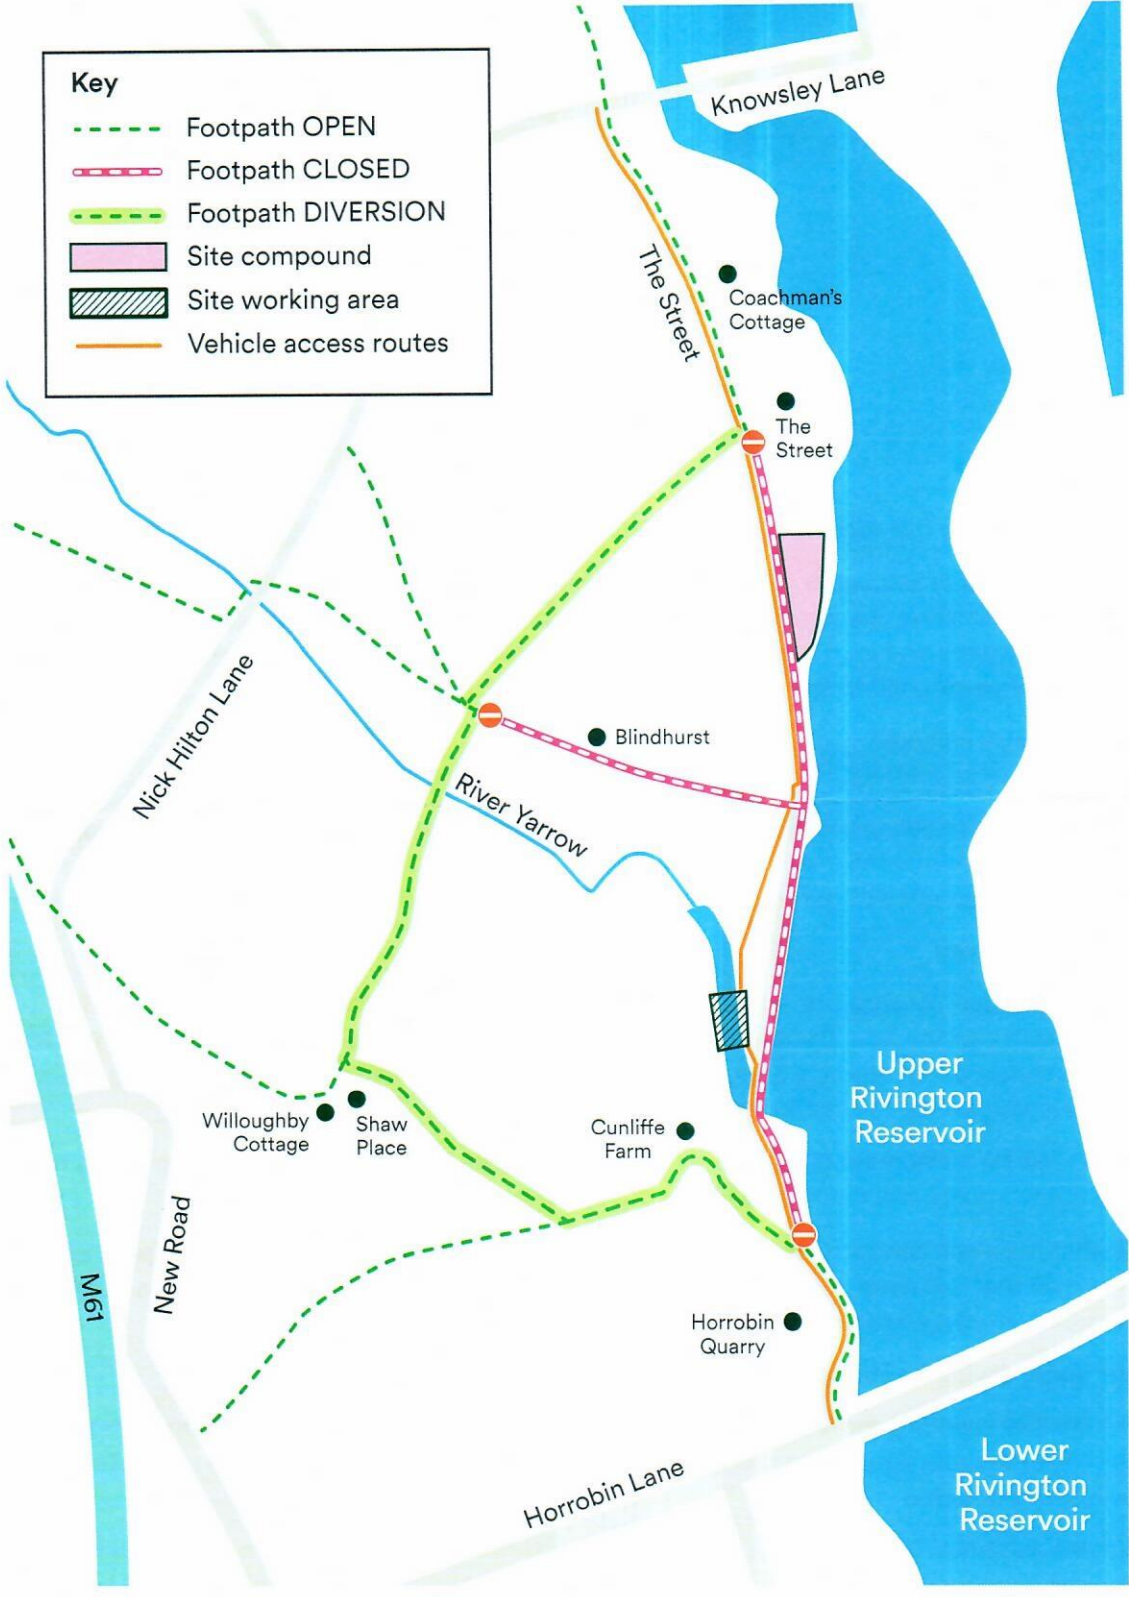 Key
Footpath OPEN
Footpath CLOSED
Footpath DIVERSION
Site compound
Site working area
Vehicle access routes
Knowsley Lane
The Street
Coachman's
Cottage
The
Street
Nick Hilton Lane
Blindhurst
River Yarrow
Upper
Rivington
Reservoir
Willoughby
Cottage
Shaw
Place
Cunliffe
Farm
New Road
M61
Horrobin
Quarry
Horrobin Lane
Lower
Rivington
Reservoir